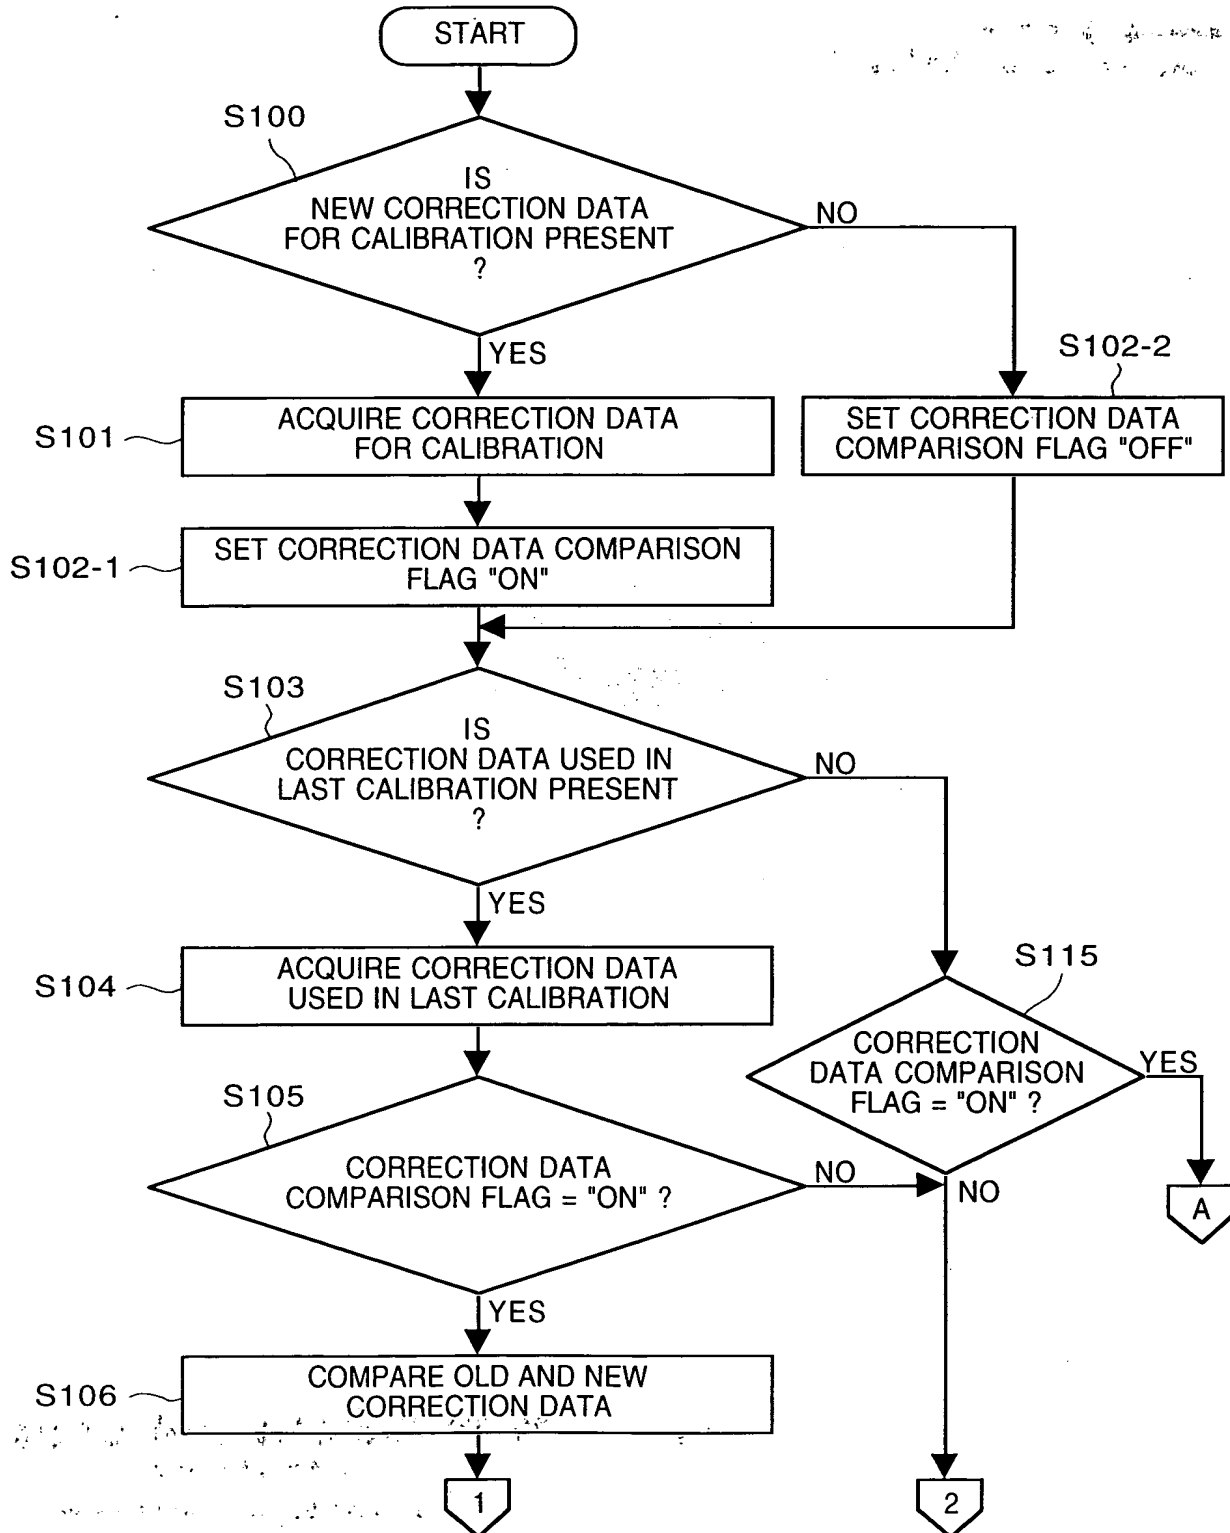 START
S100
IS
NEW CORRECTION DATA
FOR CALIBRATION PRESENT
?
NO
YES
S102-2
S101
ACQUIRE CORRECTION DATA
FOR CALIBRATION
SET CORRECTION DATA
COMPARISON FLAG "OFF"
S102-1
SET CORRECTION DATA COMPARISON
FLAG "ON"
S103
IS
CORRECTION DATA USED IN
LAST CALIBRATION PRESENT
?
NO
YES
S104
ACQUIRE CORRECTION DATA
USED IN LAST CALIBRATION
S115
CORRECTION
DATA COMPARISON
FLAG = "ON" ?
YES
A
S105
CORRECTION DATA
COMPARISON FLAG = "ON" ?
NO
NO
YES
S106
COMPARE OLD AND NEW
CORRECTION DATA
1
2